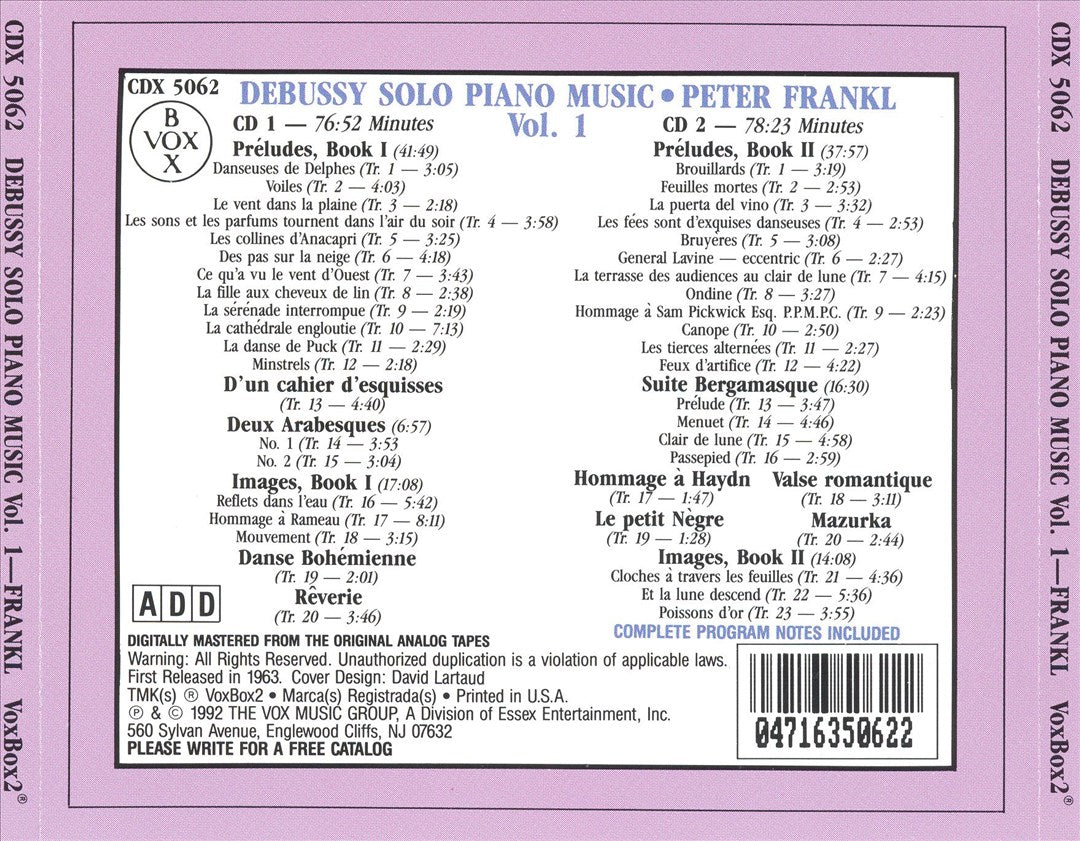 CDX 5062 DEBUSSY SOLO PIANO MUSIC Vol. 1—FRANKL VoxBox2®
CDX 5062
B
VOX
X
DEBUSSY SOLO PIANO MUSIC • PETER FRANKL
Vol. 1
CD 1 — 76:52 Minutes
Préludes, Book I (41:49)
Danseuses de Delphes (Tr. 1 — 3:05)
Voiles (Tr. 2 — 4:03)
Le vent dans la plaine (Tr. 3 — 2:18)
Les sons et les parfums tournent dans l'air du soir (Tr. 4 — 3:58)
Les collines d'Anacapri (Tr. 5 — 3:25)
Des pas sur la neige (Tr. 6 — 4:18)
Ce qu'a vu le vent d'Ouest (Tr. 7 — 3:43)
La fille aux cheveux de lin (Tr. 8 — 2:38)
La sérénade interrompue (Tr. 9 — 2:19)
La cathédrale engloutie (Tr. 10 — 7:13)
La danse de Puck (Tr. 11 — 2:29)
Minstrels (Tr. 12 — 2:18)
D'un cahier d'esquisses
(Tr. 13 — 4:40)
Deux Arabesques (6:57)
No. 1 (Tr. 14 — 3:53
No. 2 (Tr. 15 — 3:04)
Images, Book I (17:08)
Reflets dans l'eau (Tr. 16 — 5:42)
Hommage à Rameau (Tr. 17 — 8:11)
Mouvement (Tr. 18 — 3:15)
Danse Bohémienne
(Tr. 19 — 2:01)
Rêverie
(Tr. 20 — 3:46)
CD 2 — 78:23 Minutes
Préludes, Book II (37:57)
Brouillards (Tr. 1 — 3:19)
Feuilles mortes (Tr. 2 — 2:53)
La puerta del vino (Tr. 3 — 3:32)
Les fées sont d'exquises danseuses (Tr. 4 — 2:53)
Bruyères (Tr. 5 — 3:08)
General Lavine — eccentric (Tr. 6 — 2:27)
La terrasse des audiences au clair de lune (Tr. 7 — 4:15)
Ondine (Tr. 8 — 3:27)
Hommage à Sam Pickwick Esq. P.P.M.P.C. (Tr. 9 — 2:23)
Canope (Tr. 10 — 2:50)
Les tierces alternées (Tr. 11 — 2:27)
Feux d'artifice (Tr. 12 — 4:22)
Suite Bergamasque (16:30)
Prélude (Tr. 13 — 3:47)
Menuet (Tr. 14 — 4:46)
Clair de lune (Tr. 15 — 4:58)
Passepied (Tr. 16 — 2:59)
Hommage à Haydn Valse romantique
(Tr. 17 — 1:47) (Tr. 18 — 3:11)
Le petit Nègre Mazurka
(Tr. 19 — 1:28) (Tr. 20 — 2:44)
Images, Book II (14:08)
Cloches à travers les feuilles (Tr. 21 — 4:36)
Et la lune descend (Tr. 22 — 5:36)
Poissons d'or (Tr. 23 — 3:55)
COMPLETE PROGRAM NOTES INCLUDED
ADD
DIGITALLY MASTERED FROM THE ORIGINAL ANALOG TAPES
Warning: All Rights Reserved. Unauthorized duplication is a violation of applicable laws.
First Released in 1963. Cover Design: David Lartaud
TMK(s) ® VoxBox2 • Marca(s) Registrada(s) • Printed in U.S.A.
℗ & © 1992 THE VOX MUSIC GROUP, A Division of Essex Entertainment, Inc.
560 Sylvan Avenue, Englewood Cliffs, NJ 07632
PLEASE WRITE FOR A FREE CATALOG
04716350622
CDX 5062 DEBUSSY SOLO PIANO MUSIC Vol. 1—FRANKL VoxBox2®